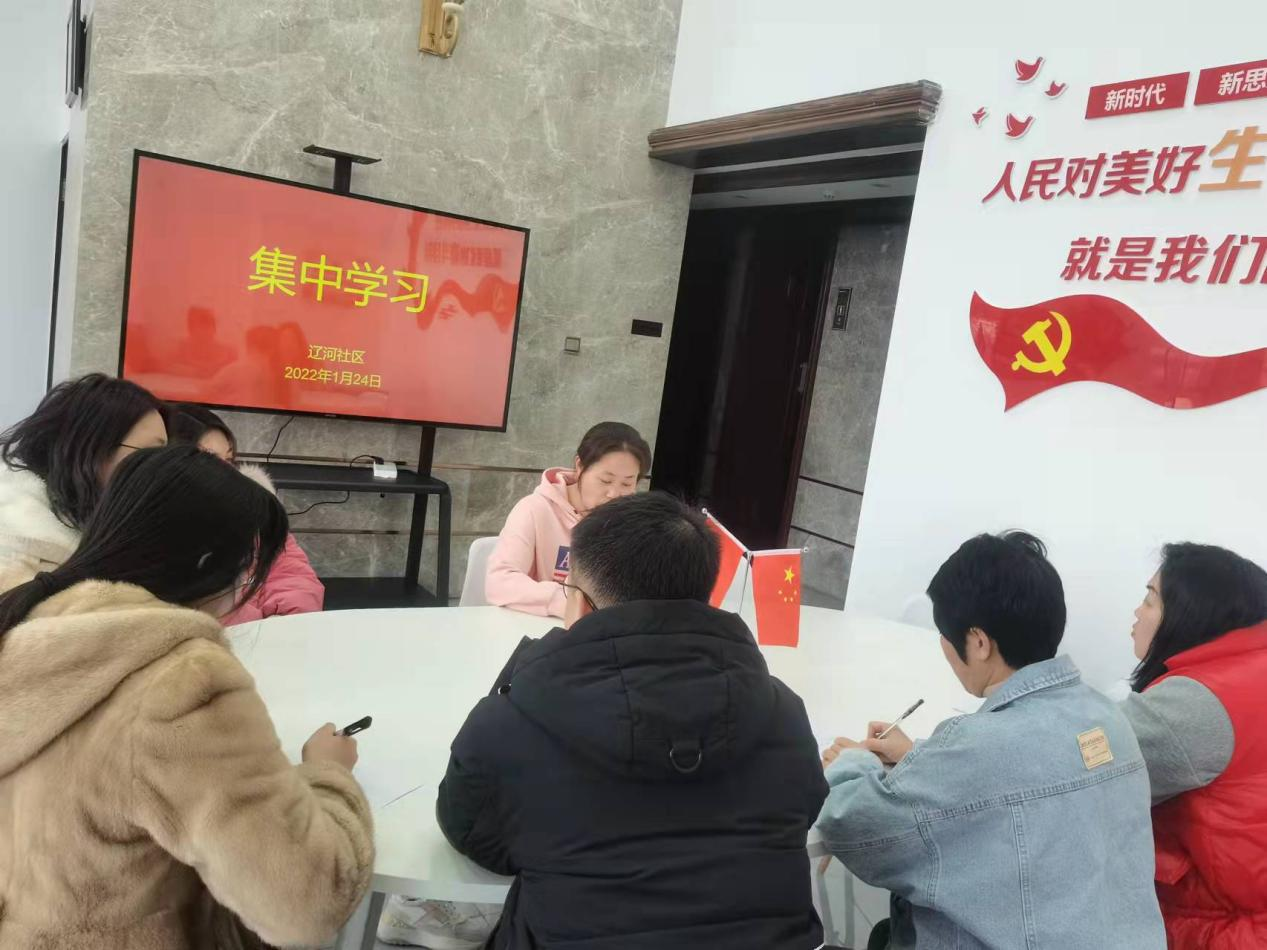 集中学习
辽河社区
2022年1月24日
新时代
新思
人民对美好生
就是我们